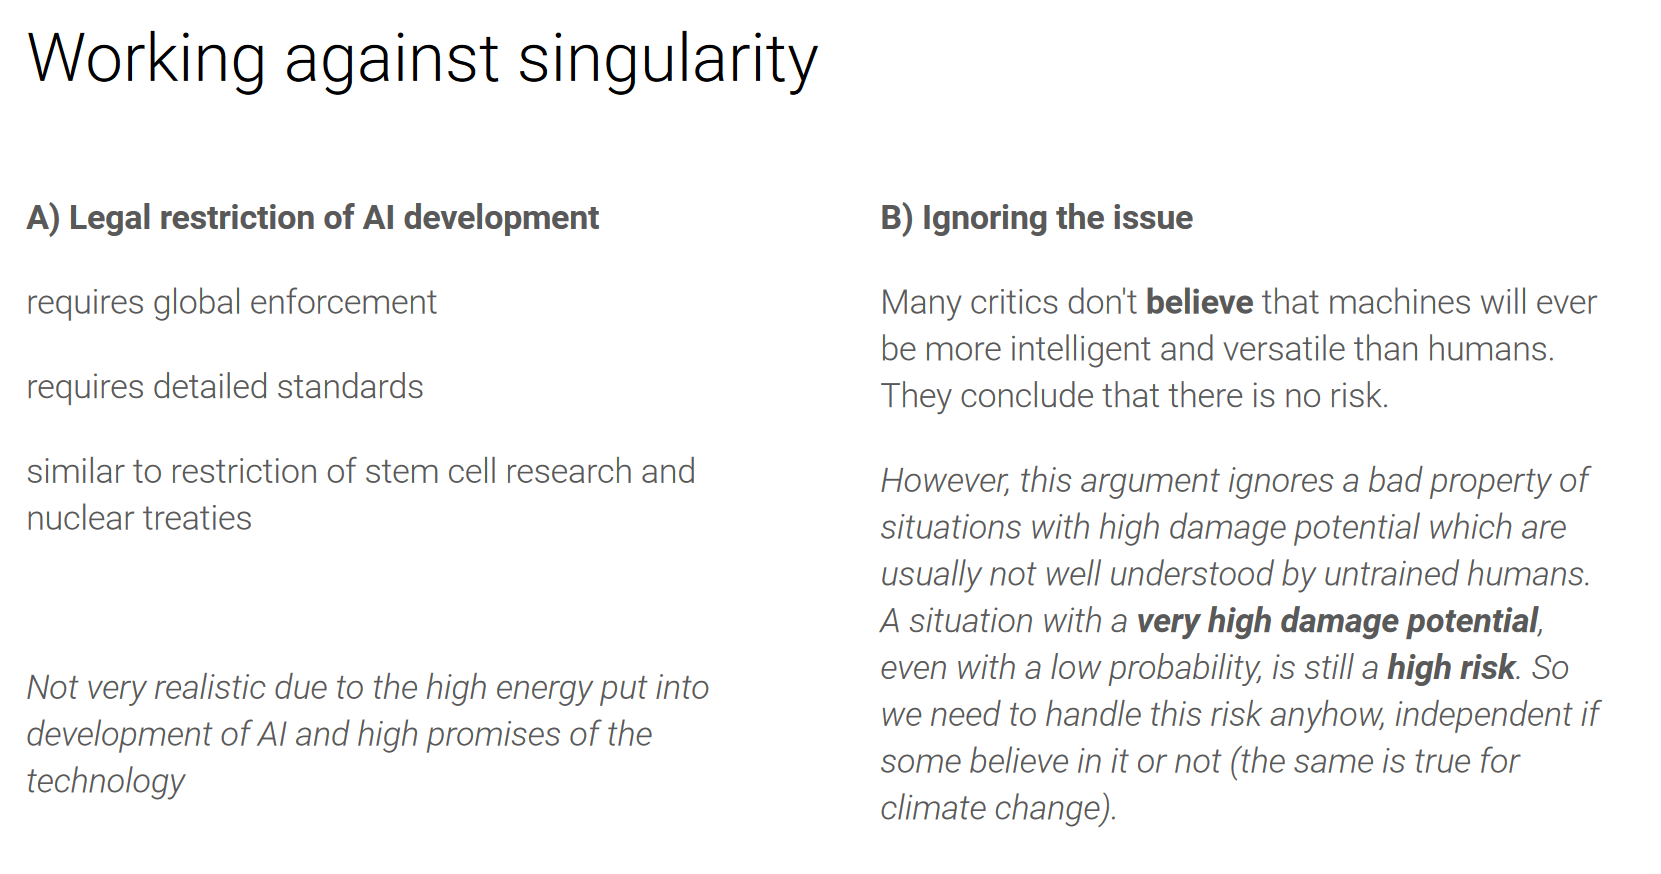 Working against singularity
A) Legal restriction of AI development
requires global enforcement
requires detailed standards
similar to restriction of stem cell research and
nuclear treaties
Not very realistic due to the high energy put into
development of AI and high promises of the
technology
B) Ignoring the issue
Many critics don't believe that machines will ever
be more intelligent and versatile than humans.
They conclude that there is no risk.
However, this argument ignores a bad property of
situations with high damage potential which are
usually not well understood by untrained humans.
A situation with a very high damage potential,
even with a low probability, is still a high risk. So
we need to handle this risk anyhow, independent if
some believe in it or not (the same is true for
climate change).